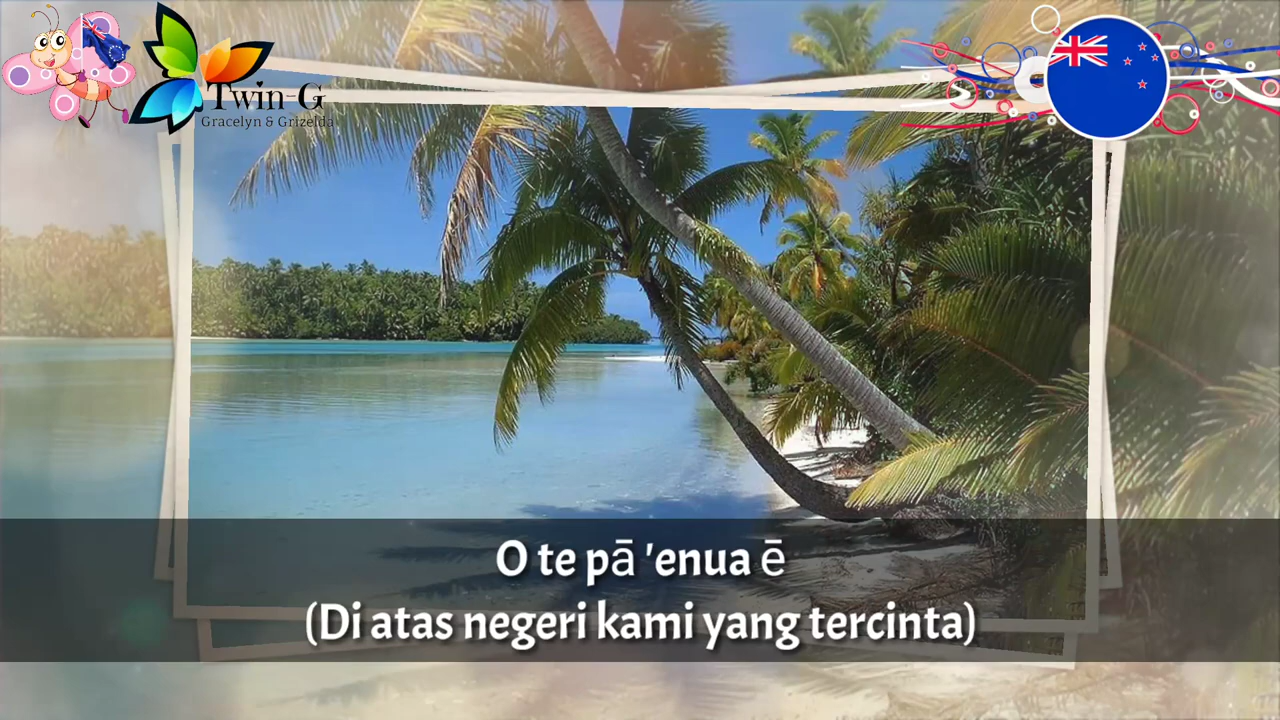 Twin-G
Gracelyn & Grizelda
O te pā 'enua ē
(Di atas negeri kami yang tercinta)